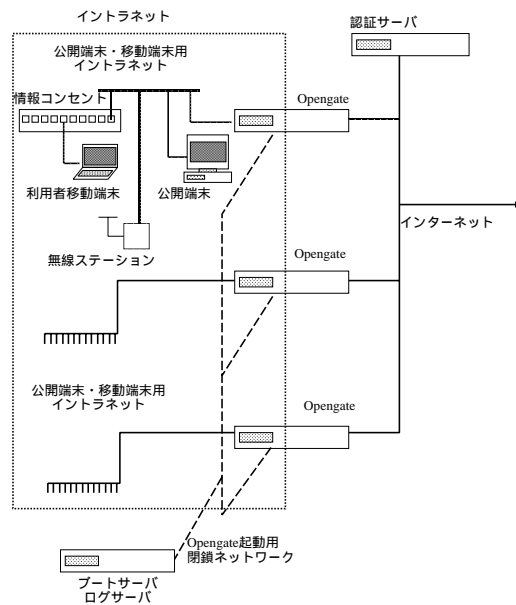 イントラネット
認証サーバ
公開端末・移動端末用
イントラネット
情報コンセント
Opengate
利用者移動端末
公開端末
インターネット
無線ステーション
Opengate
公開端末・移動端末用
イントラネット
Opengate
Opengate起動用
閉鎖ネットワーク
ブートサーバ
ログサーバ